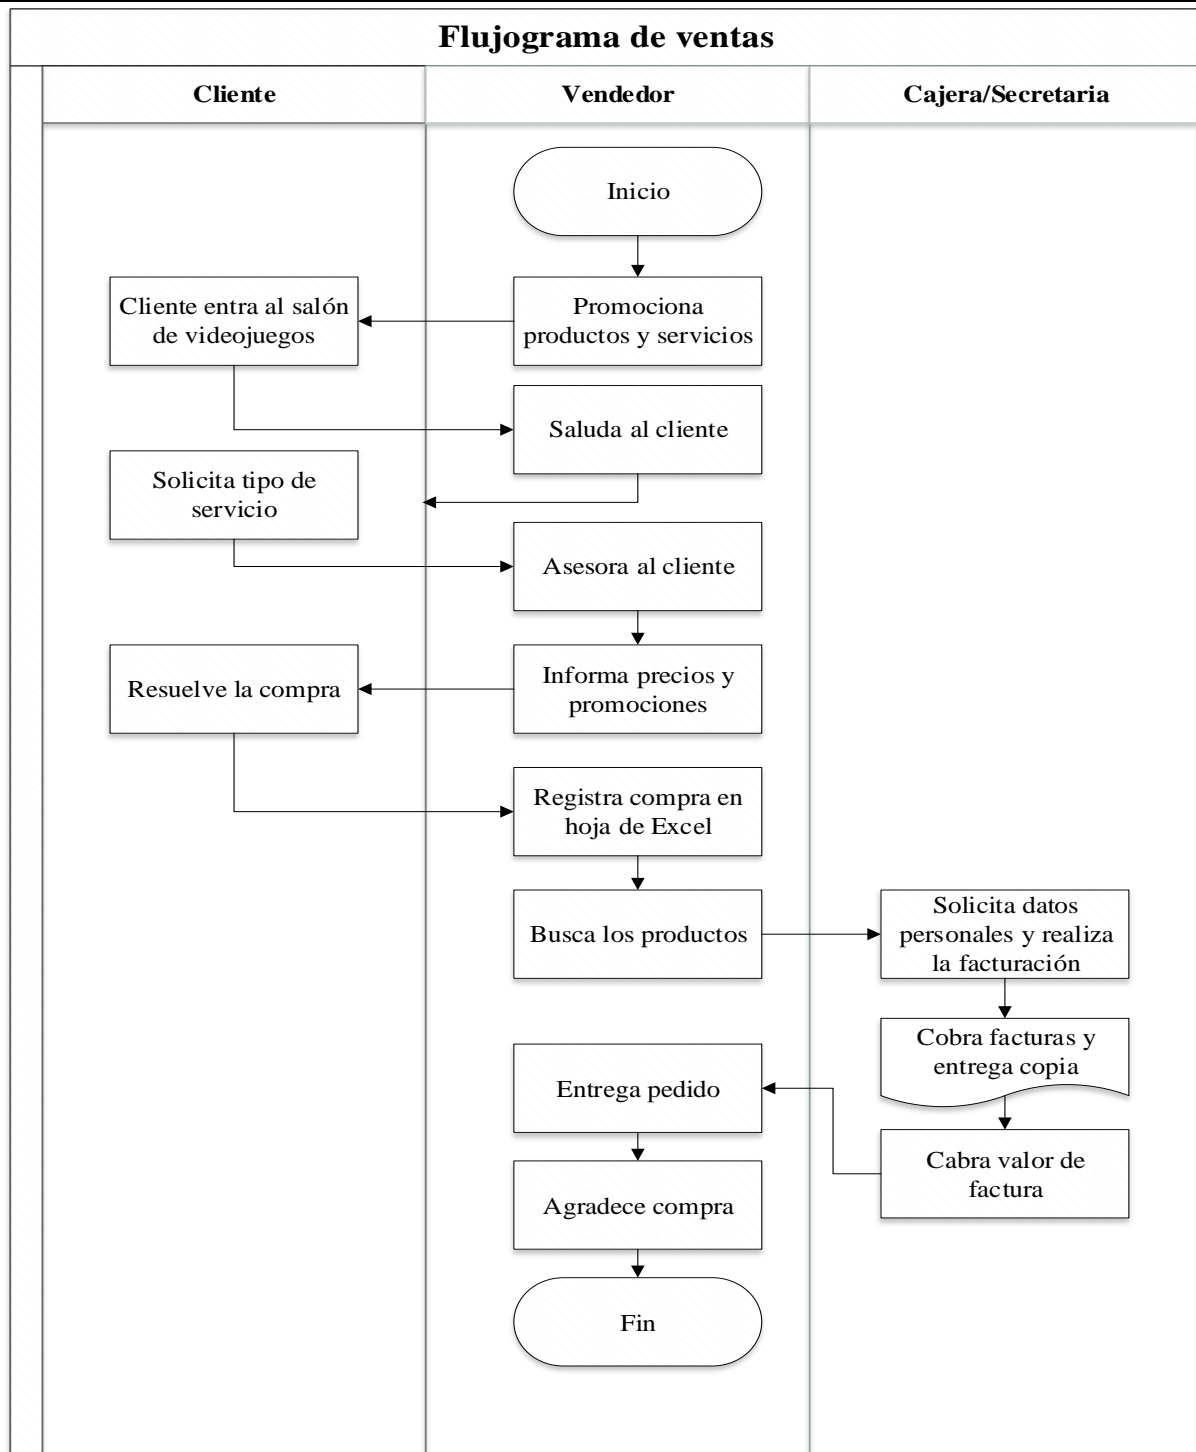 Flujograma de ventas
Cliente
Vendedor
Cajera/Secretaria
Inicio
Promociona
productos y servicios
Cliente entra al salón
de videojuegos
Saluda al cliente
Solicita tipo de
servicio
Asesora al cliente
Informa precios y
promociones
Resuelve la compra
Registra compra en
hoja de Excel
Busca los productos
Solicita datos
personales y realiza
la facturación
Cobra facturas y
entrega copia
Cabra valor de
factura
Entrega pedido
Agradece compra
Fin